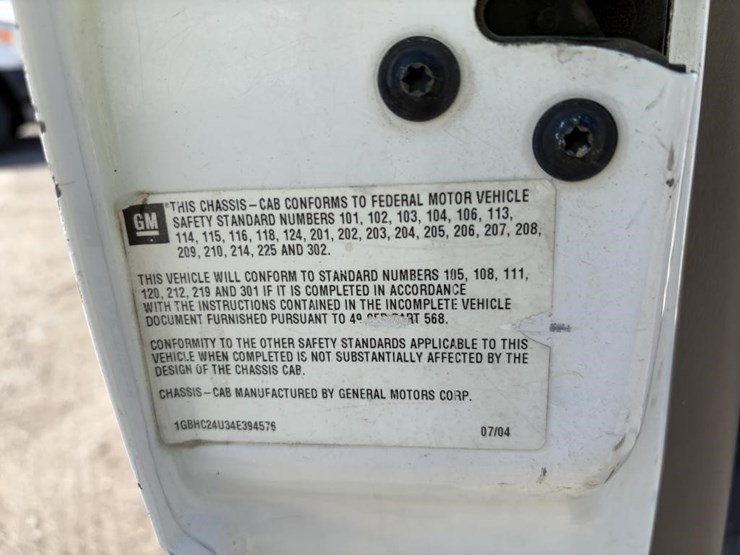 GM
*THIS CHASSIS-CAB CONFORMS TO FEDERAL MOTOR VEHICLE
SAFETY STANDARD NUMBERS 101, 102, 103, 104, 106, 113,
114, 115, 116, 118, 124, 201, 202, 203, 204, 205, 206, 207, 208,
209, 210, 214, 225 AND 302.
THIS VEHICLE WILL CONFORM TO STANDARD NUMBERS 105, 108, 111,
120, 212, 219 AND 301 IF IT IS COMPLETED IN ACCORDANCE
WITH THE INSTRUCTIONS CONTAINED IN THE INCOMPLETE VEHICLE
DOCUMENT FURNISHED PURSUANT TO 568.
CONFORMITY TO THE OTHER SAFETY STANDARDS APPLICABLE TO THIS
VEHICLE WHEN COMPLETED IS NOT SUBSTANTIALLY AFFECTED BY THE
DESIGN OF THE CHASSIS CAB.
CHASSIS-CAB MANUFACTURED BY GENERAL MOTORS CORP.
1GBHC24U34E394576 07/04